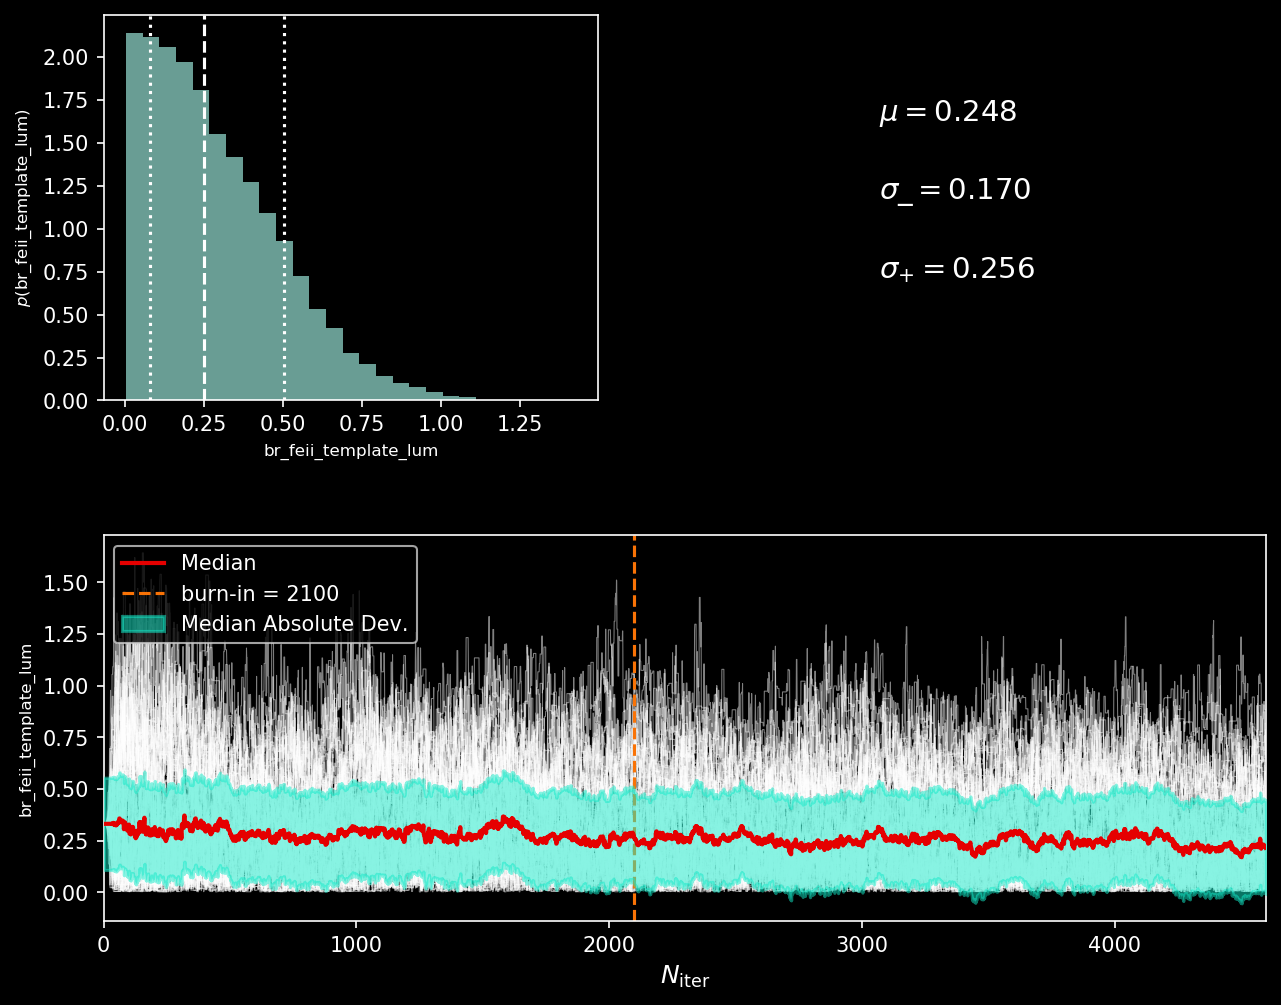 2.00
1.75
1.50
1.25
1.00
0.75
0.50
0.25
0.00
p(br_feii_template_lum)
0.00 0.25 0.50 0.75 1.00 1.25
br_feii_template_lum
μ = 0.248
σ₋ = 0.170
σ₊ = 0.256
Median
burn-in = 2100
Median Absolute Dev.
1.50
1.25
1.00
0.75
0.50
0.25
0.00
br_feii_template_lum
0 1000 2000 3000 4000
N_iter